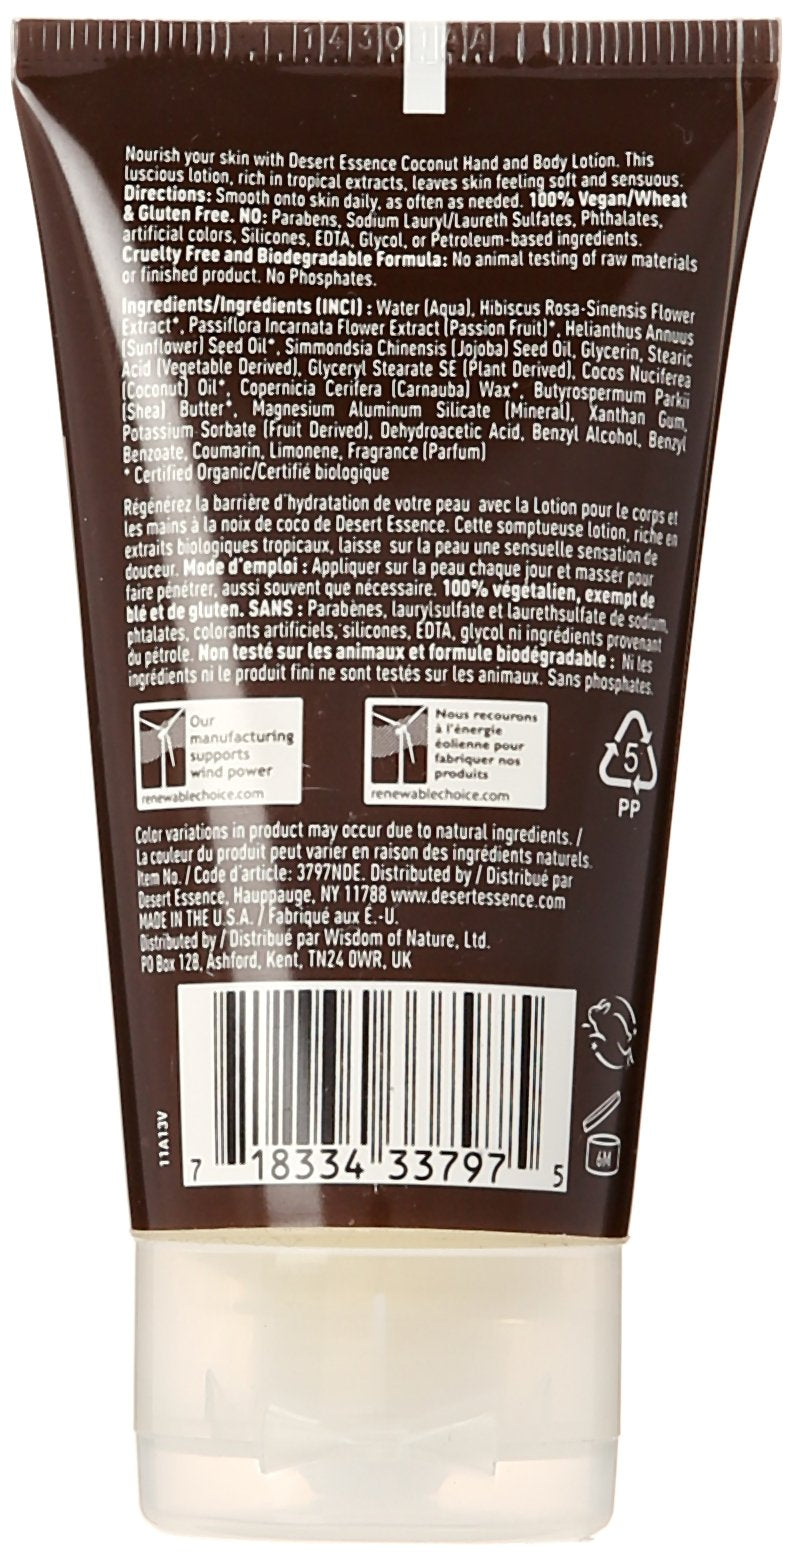 143014A
Nourish your skin with Desert Essence Coconut Hand and Body Lotion. This
luscious lotion, rich in tropical extracts, leaves skin feeling soft and sensuous.
Directions: Smooth onto skin daily, as often as needed. 100% Vegan/Wheat
& Gluten Free. NO: Parabens, Sodium Lauryl/Laureth Sulfates, Phthalates,
artificial colors, Silicones, EDTA, Glycol, or Petroleum-based ingredients.
Cruelty Free and Biodegradable Formula: No animal testing of raw materials
or finished product. No Phosphates.
Ingredients/Ingrédients (INCI) : Water (Aqua), Hibiscus Rosa-Sinensis Flower
Extract*, Passiflora Incarnata Flower Extract (Passion Fruit)*, Helianthus Annuus
(Sunflower) Seed Oil*, Simmondsia Chinensis (Jojoba) Seed Oil, Glycerin, Stearic
Acid (Vegetable Derived), Glyceryl Stearate SE (Plant Derived), Cocos Nucifera
(Coconut) Oil*, Copernicia Cerifera (Carnauba) Wax*, Butyrospermum Parkii
(Shea) Butter*, Magnesium Aluminum Silicate (Mineral), Xanthan Gum,
Potassium Sorbate (Fruit Derived), Dehydroacetic Acid, Benzyl Alcohol, Benzyl
Benzoate, Coumarin, Limonene, Fragrance (Parfum)
* Certified Organic/Certifié biologique
Régénérez la barrière d'hydratation de votre peau avec la Lotion pour le corps et
les mains à la noix de coco de Desert Essence. Cette somptueuse lotion, riche en
extraits biologiques tropicaux, laisse sur la peau une sensuelle sensation de
douceur. Mode d'emploi : Appliquer sur la peau chaque jour et masser pour
faire pénétrer, aussi souvent que nécessaire. 100% végétalien, exempt de
blé et de gluten. SANS : Parabènes, laurylsulfate et laurethsulfate de sodium,
phtalates, colorants artificiels, silicones, EDTA, glycol ni ingrédients provenant
du pétrole. Non testé sur les animaux et formule biodégradable : Ni les
ingrédients ni le produit fini ne sont testés sur les animaux. Sans phosphates.
Our
manufacturing
supports
wind power
renewablechoice.com
Nous recourons
à l'énergie
éolienne pour
fabriquer nos
produits
renewablechoice.com
5
PP
Color variations in product may occur due to natural ingredients. /
La couleur du produit peut varier en raison des ingrédients naturels.
Item No. / Code d'article: 3797NDE. Distributed by / Distribué par
Desert Essence, Hauppauge, NY 11788 www.desertessence.com
MADE IN THE U.S.A. / Fabriqué aux É.-U.
Distributed by / Distribué par Wisdom of Nature, Ltd.
PO Box 128, Ashford, Kent, TN24 0WR, UK
11A13V
7 18334 33797 5
6M